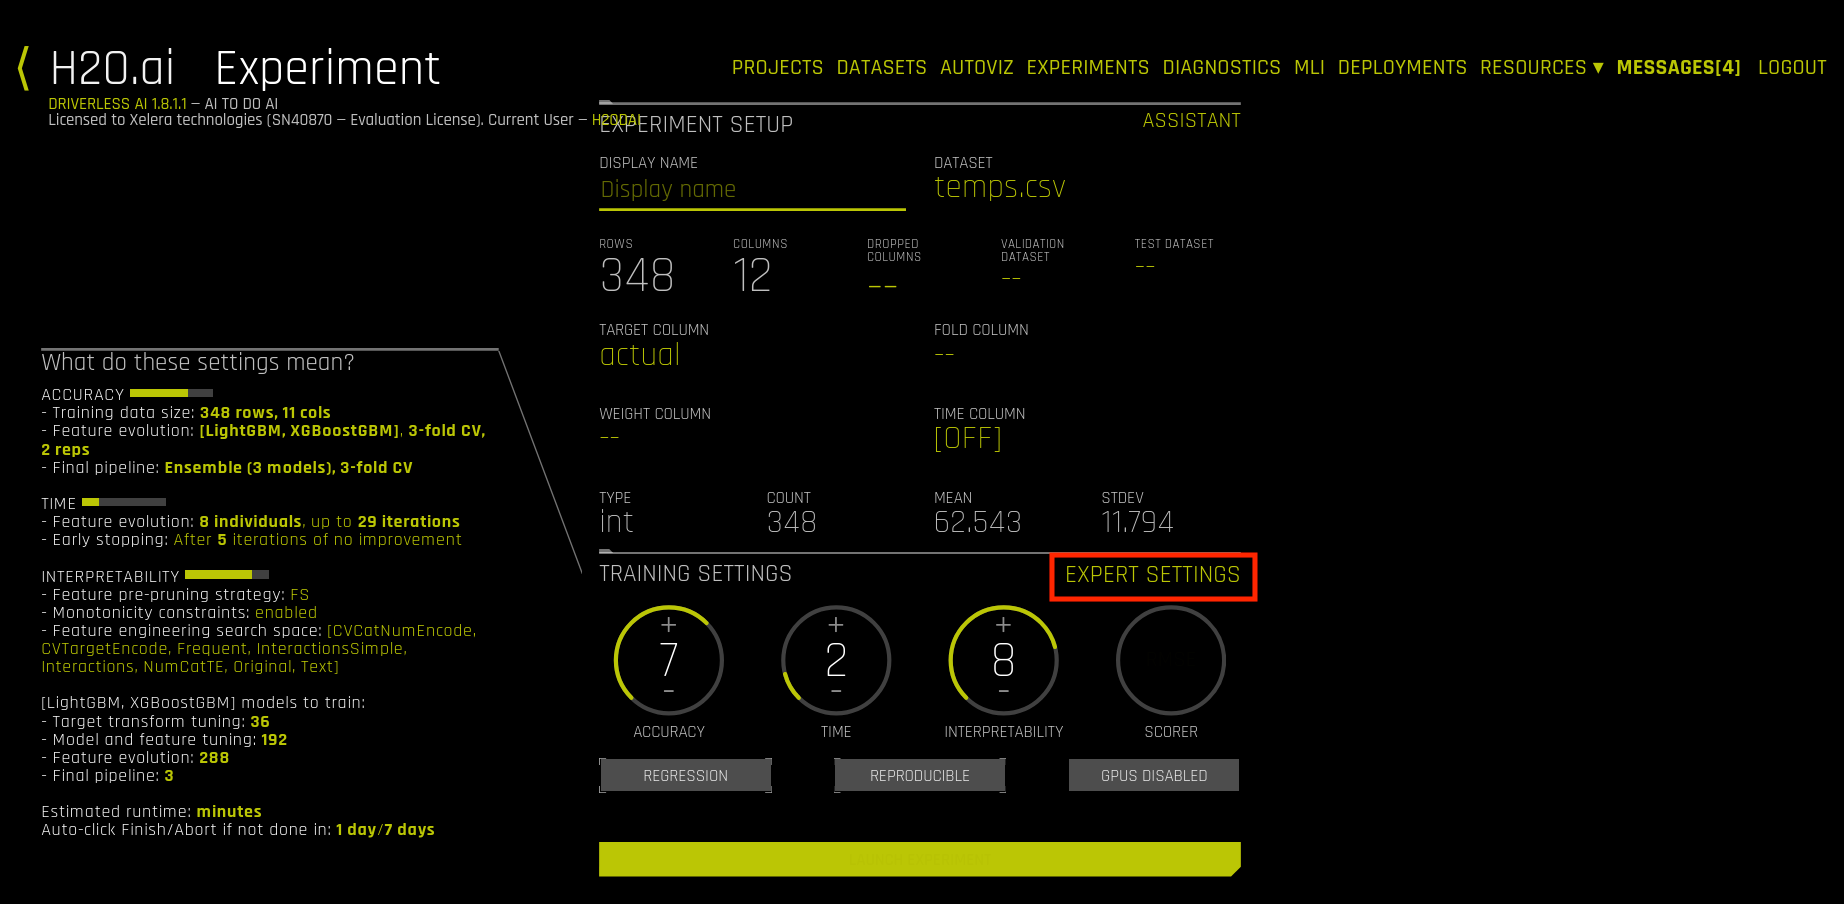 H2O.ai Experiment
PROJECTS DATASETS AUTOVIZ EXPERIMENTS DIAGNOSTICS MLI DEPLOYMENTS RESOURCES ▾ MESSAGES[4] LOGOUT
DRIVERLESS AI 1.8.1.1 — AI TO DO AI
Licensed to Xelera technologies (SN40870 — Evaluation License). Current User — H2OAI
EXPERIMENT SETUP ASSISTANT
DISPLAY NAME DATASET
Display name temps.csv
ROWS COLUMNS DROPPED COLUMNS VALIDATION DATASET TEST DATASET
348 12 -- -- --
TARGET COLUMN FOLD COLUMN
actual --
WEIGHT COLUMN TIME COLUMN
-- [OFF]
TYPE COUNT MEAN STDEV
int 348 62.543 11.794
What do these settings mean?
ACCURACY
- Training data size: 348 rows, 11 cols
- Feature evolution: [LightGBM, XGBoostGBM], 3-fold CV,
2 reps
- Final pipeline: Ensemble (3 models), 3-fold CV
TIME
- Feature evolution: 8 individuals, up to 29 iterations
- Early stopping: After 5 iterations of no improvement
INTERPRETABILITY
- Feature pre-pruning strategy: FS
- Monotonicity constraints: enabled
- Feature engineering search space: [CVCatNumEncode,
CVTargetEncode, Frequent, InteractionsSimple,
Interactions, NumCatTE, Original, Text]
[LightGBM, XGBoostGBM] models to train:
- Target transform tuning: 36
- Model and feature tuning: 192
- Feature evolution: 288
- Final pipeline: 3
Estimated runtime: minutes
Auto-click Finish/Abort if not done in: 1 day/7 days
TRAINING SETTINGS EXPERT SETTINGS
+ + +
7 2 8
- - -
ACCURACY TIME INTERPRETABILITY SCORER
REGRESSION REPRODUCIBLE GPUS DISABLED